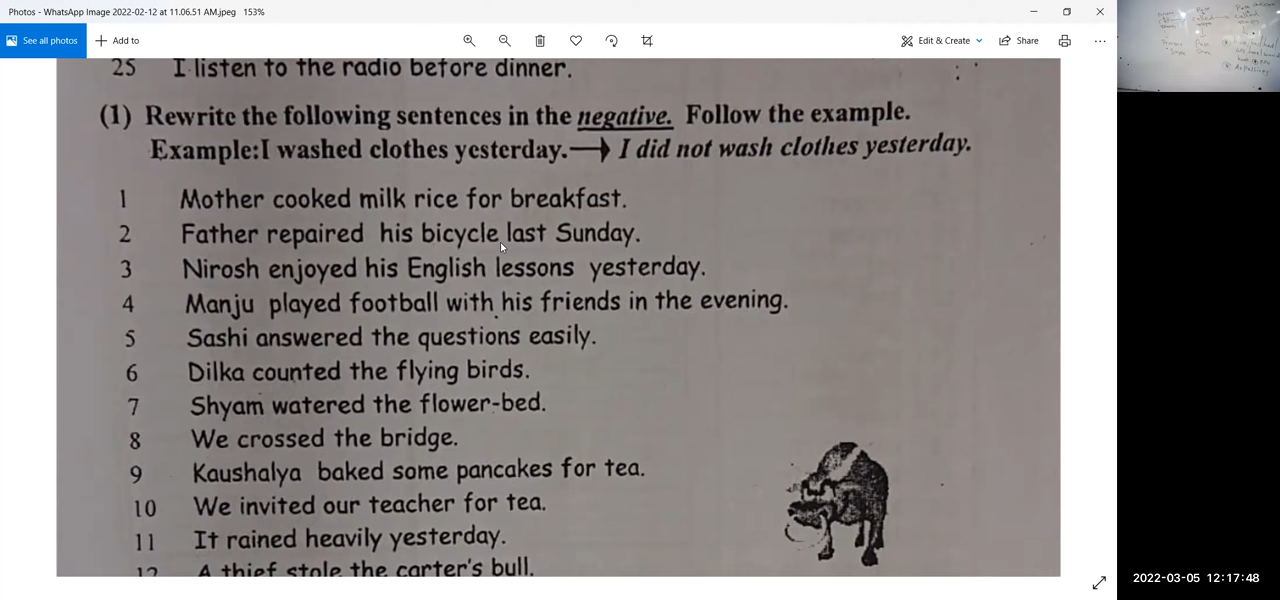 Photos - WhatsApp Image 2022-02-12 at 11.06.51 AM.jpeg 153%
See all photos
Add to
Edit & Create
Share
25 I listen to the radio before dinner.
(1) Rewrite the following sentences in the negative. Follow the example.
Example:I washed clothes yesterday.→ I did not wash clothes yesterday.
1 Mother cooked milk rice for breakfast.
2 Father repaired his bicycle last Sunday.
3 Nirosh enjoyed his English lessons yesterday.
4 Manju played football with his friends in the evening.
5 Sashi answered the questions easily.
6 Dilka counted the flying birds.
7 Shyam watered the flower-bed.
8 We crossed the bridge.
9 Kaushalya baked some pancakes for tea.
10 We invited our teacher for tea.
11 It rained heavily yesterday.
12 A thief stole the carter's bull.
2022-03-05 12:17:48